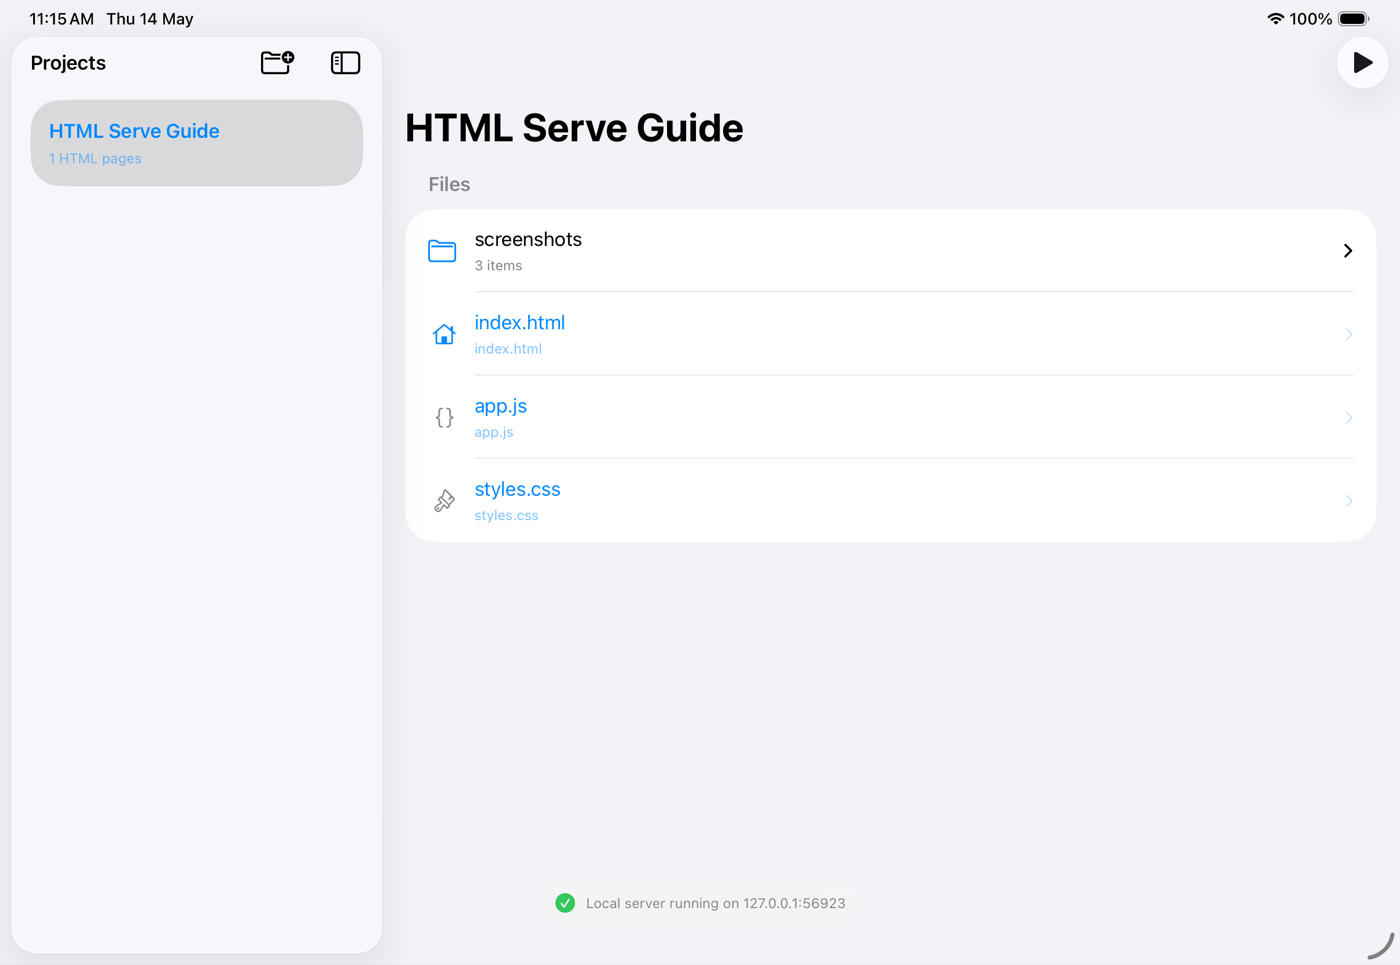 11:15 AM Thu 14 May
100%
Projects
HTML Serve Guide
1 HTML pages
HTML Serve Guide
Files
screenshots
3 items
index.html
index.html
app.js
app.js
styles.css
styles.css
Local server running on 127.0.0.1:56923